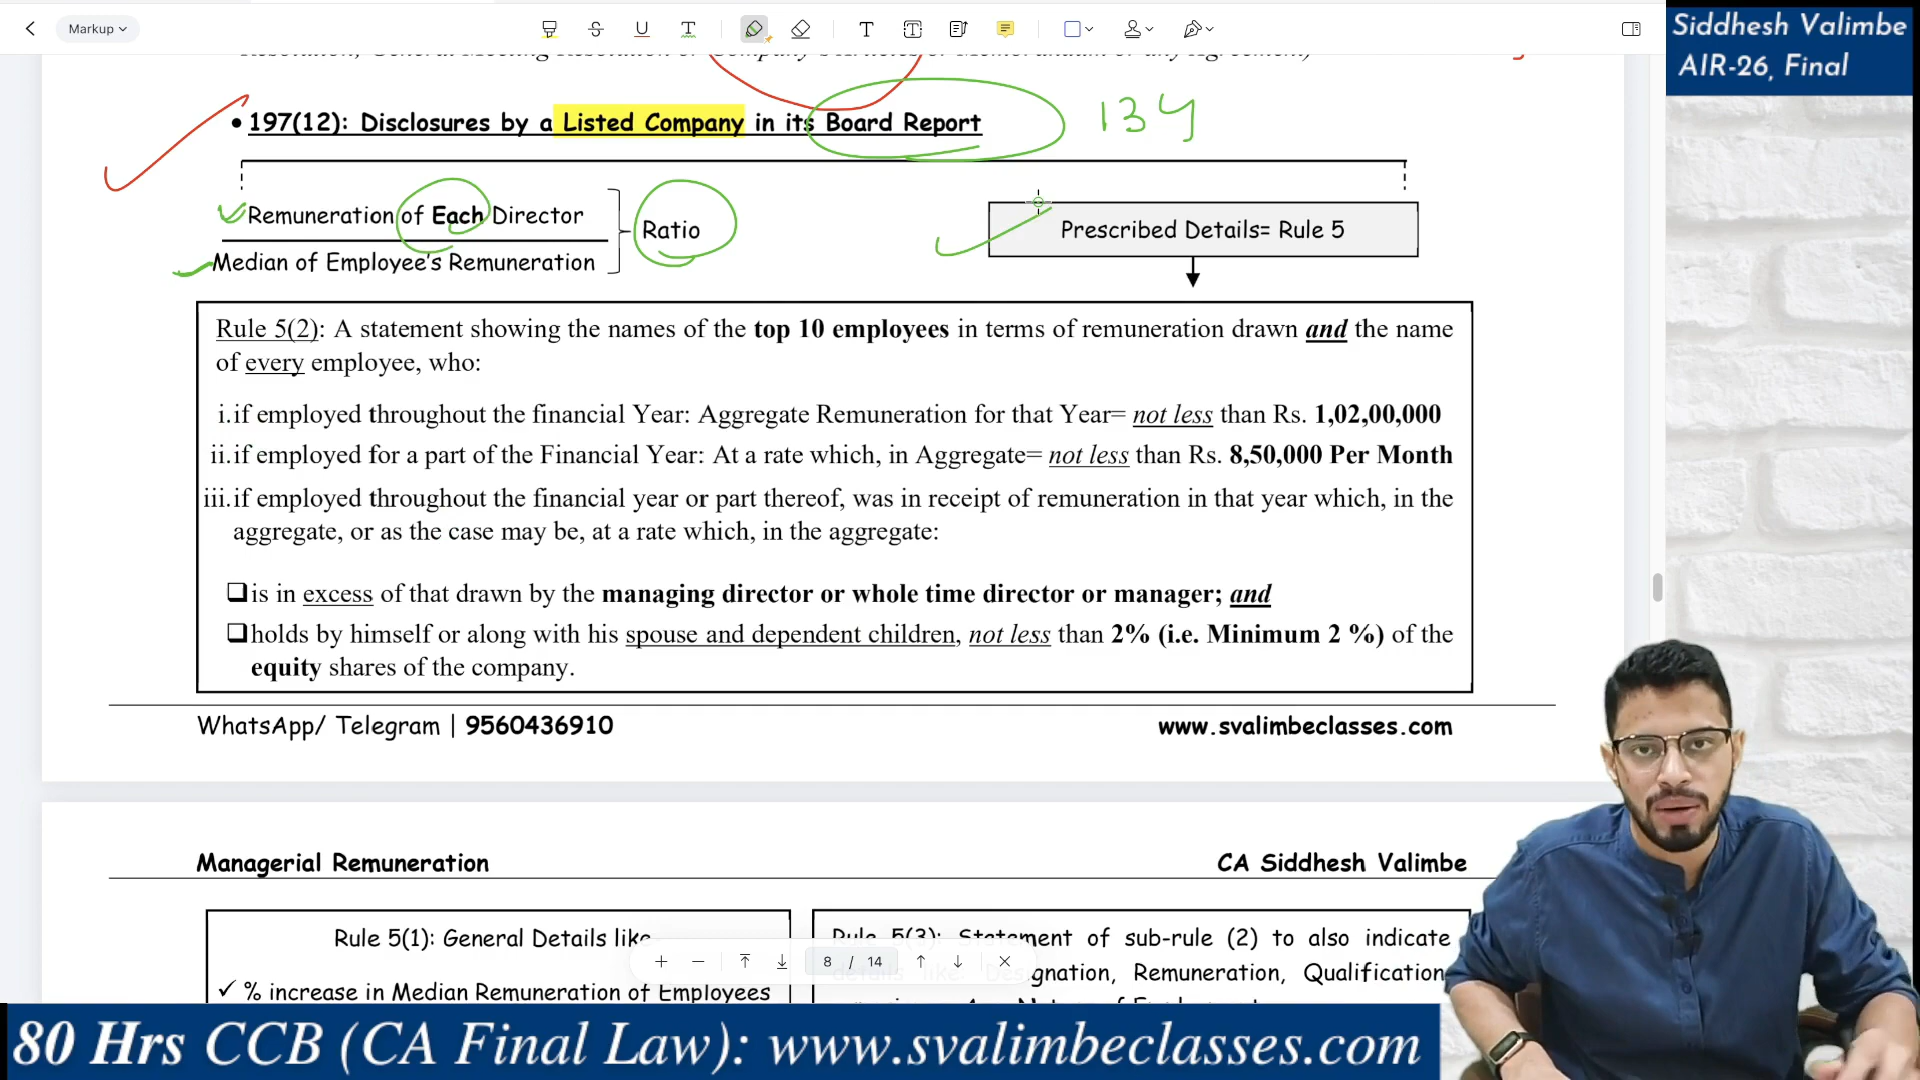 Markup
Siddhesh Valimbe
AIR-26, Final
• 197(12): Disclosures by a Listed Company in its Board Report
134
Remuneration of Each Director
Median of Employee's Remuneration
Ratio
Prescribed Details= Rule 5
Rule 5(2): A statement showing the names of the top 10 employees in terms of remuneration drawn and the name
of every employee, who:
i. if employed throughout the financial Year: Aggregate Remuneration for that Year= not less than Rs. 1,02,00,000
ii. if employed for a part of the Financial Year: At a rate which, in Aggregate= not less than Rs. 8,50,000 Per Month
iii. if employed throughout the financial year or part thereof, was in receipt of remuneration in that year which, in the
aggregate, or as the case may be, at a rate which, in the aggregate:
❑ is in excess of that drawn by the managing director or whole time director or manager; and
❑ holds by himself or along with his spouse and dependent children, not less than 2% (i.e. Minimum 2 %) of the
equity shares of the company.
WhatsApp/ Telegram | 9560436910
www.svalimbeclasses.com
Managerial Remuneration
CA Siddhesh Valimbe
Rule 5(1): General Details like
✓ % increase in Median Remuneration of Employees
Rule 5(3): Statement of sub-rule (2) to also indicate
details like: Designation, Remuneration, Qualification
8 / 14
80 Hrs CCB (CA Final Law): www.svalimbeclasses.com